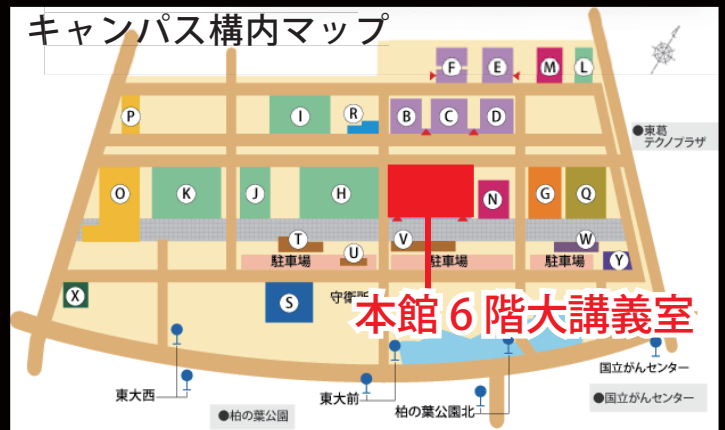 キャンパス構内マップ
F
E
M
L
P
I
R
B
C
D
●東葛
テクノプラザ
O
K
J
H
N
G
Q
T
U
V
W
Y
駐車場
駐車場
駐車場
X
S
本館６階大講義室
国立がんセンター
東大西
東大前
柏の葉公園北
●国立がんセンター
●柏の葉公園